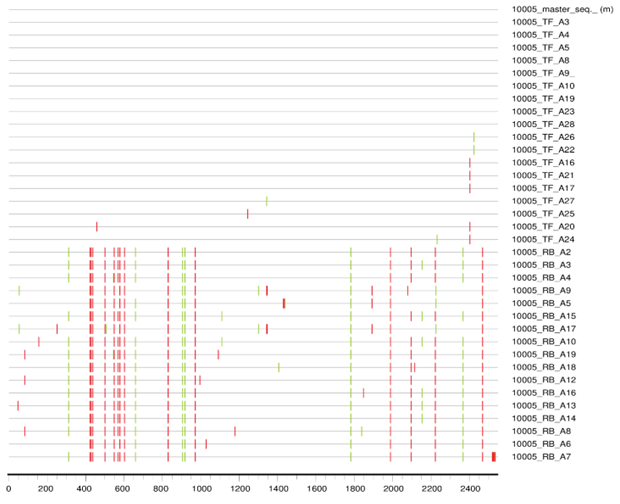 10005_master_seq._ (m)
10005_TF_A3
10005_TF_A4
10005_TF_A5
10005_TF_A8
10005_TF_A9_
10005_TF_A10
10005_TF_A19
10005_TF_A23
10005_TF_A28
10005_TF_A26
10005_TF_A22
10005_TF_A16
10005_TF_A21
10005_TF_A17
10005_TF_A27
10005_TF_A25
10005_TF_A20
10005_TF_A24
10005_RB_A2
10005_RB_A3
10005_RB_A4
10005_RB_A9
10005_RB_A5
10005_RB_A15
10005_RB_A17
10005_RB_A10
10005_RB_A19
10005_RB_A18
10005_RB_A12
10005_RB_A16
10005_RB_A13
10005_RB_A14
10005_RB_A8
10005_RB_A6
10005_RB_A7
0 200 400 600 800 1000 1200 1400 1600 1800 2000 2200 2400